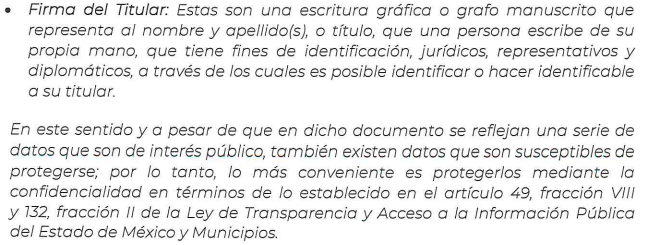 • Firma del Titular: Estas son una escritura gráfica o grafo manuscrito que
representa al nombre y apellido(s), o título, que una persona escribe de su
propia mano, que tiene fines de identificación, jurídicos, representativos y
diplomáticos, a través de los cuales es posible identificar o hacer identificable
a su titular.
En este sentido y a pesar de que en dicho documento se reflejan una serie de
datos que son de interés público, también existen datos que son susceptibles de
protegerse; por lo tanto, lo más conveniente es protegerlos mediante la
confidencialidad en términos de lo establecido en el artículo 49, fracción VIII
y 132, fracción II de la Ley de Transparencia y Acceso a la Información Pública
del Estado de México y Municipios.